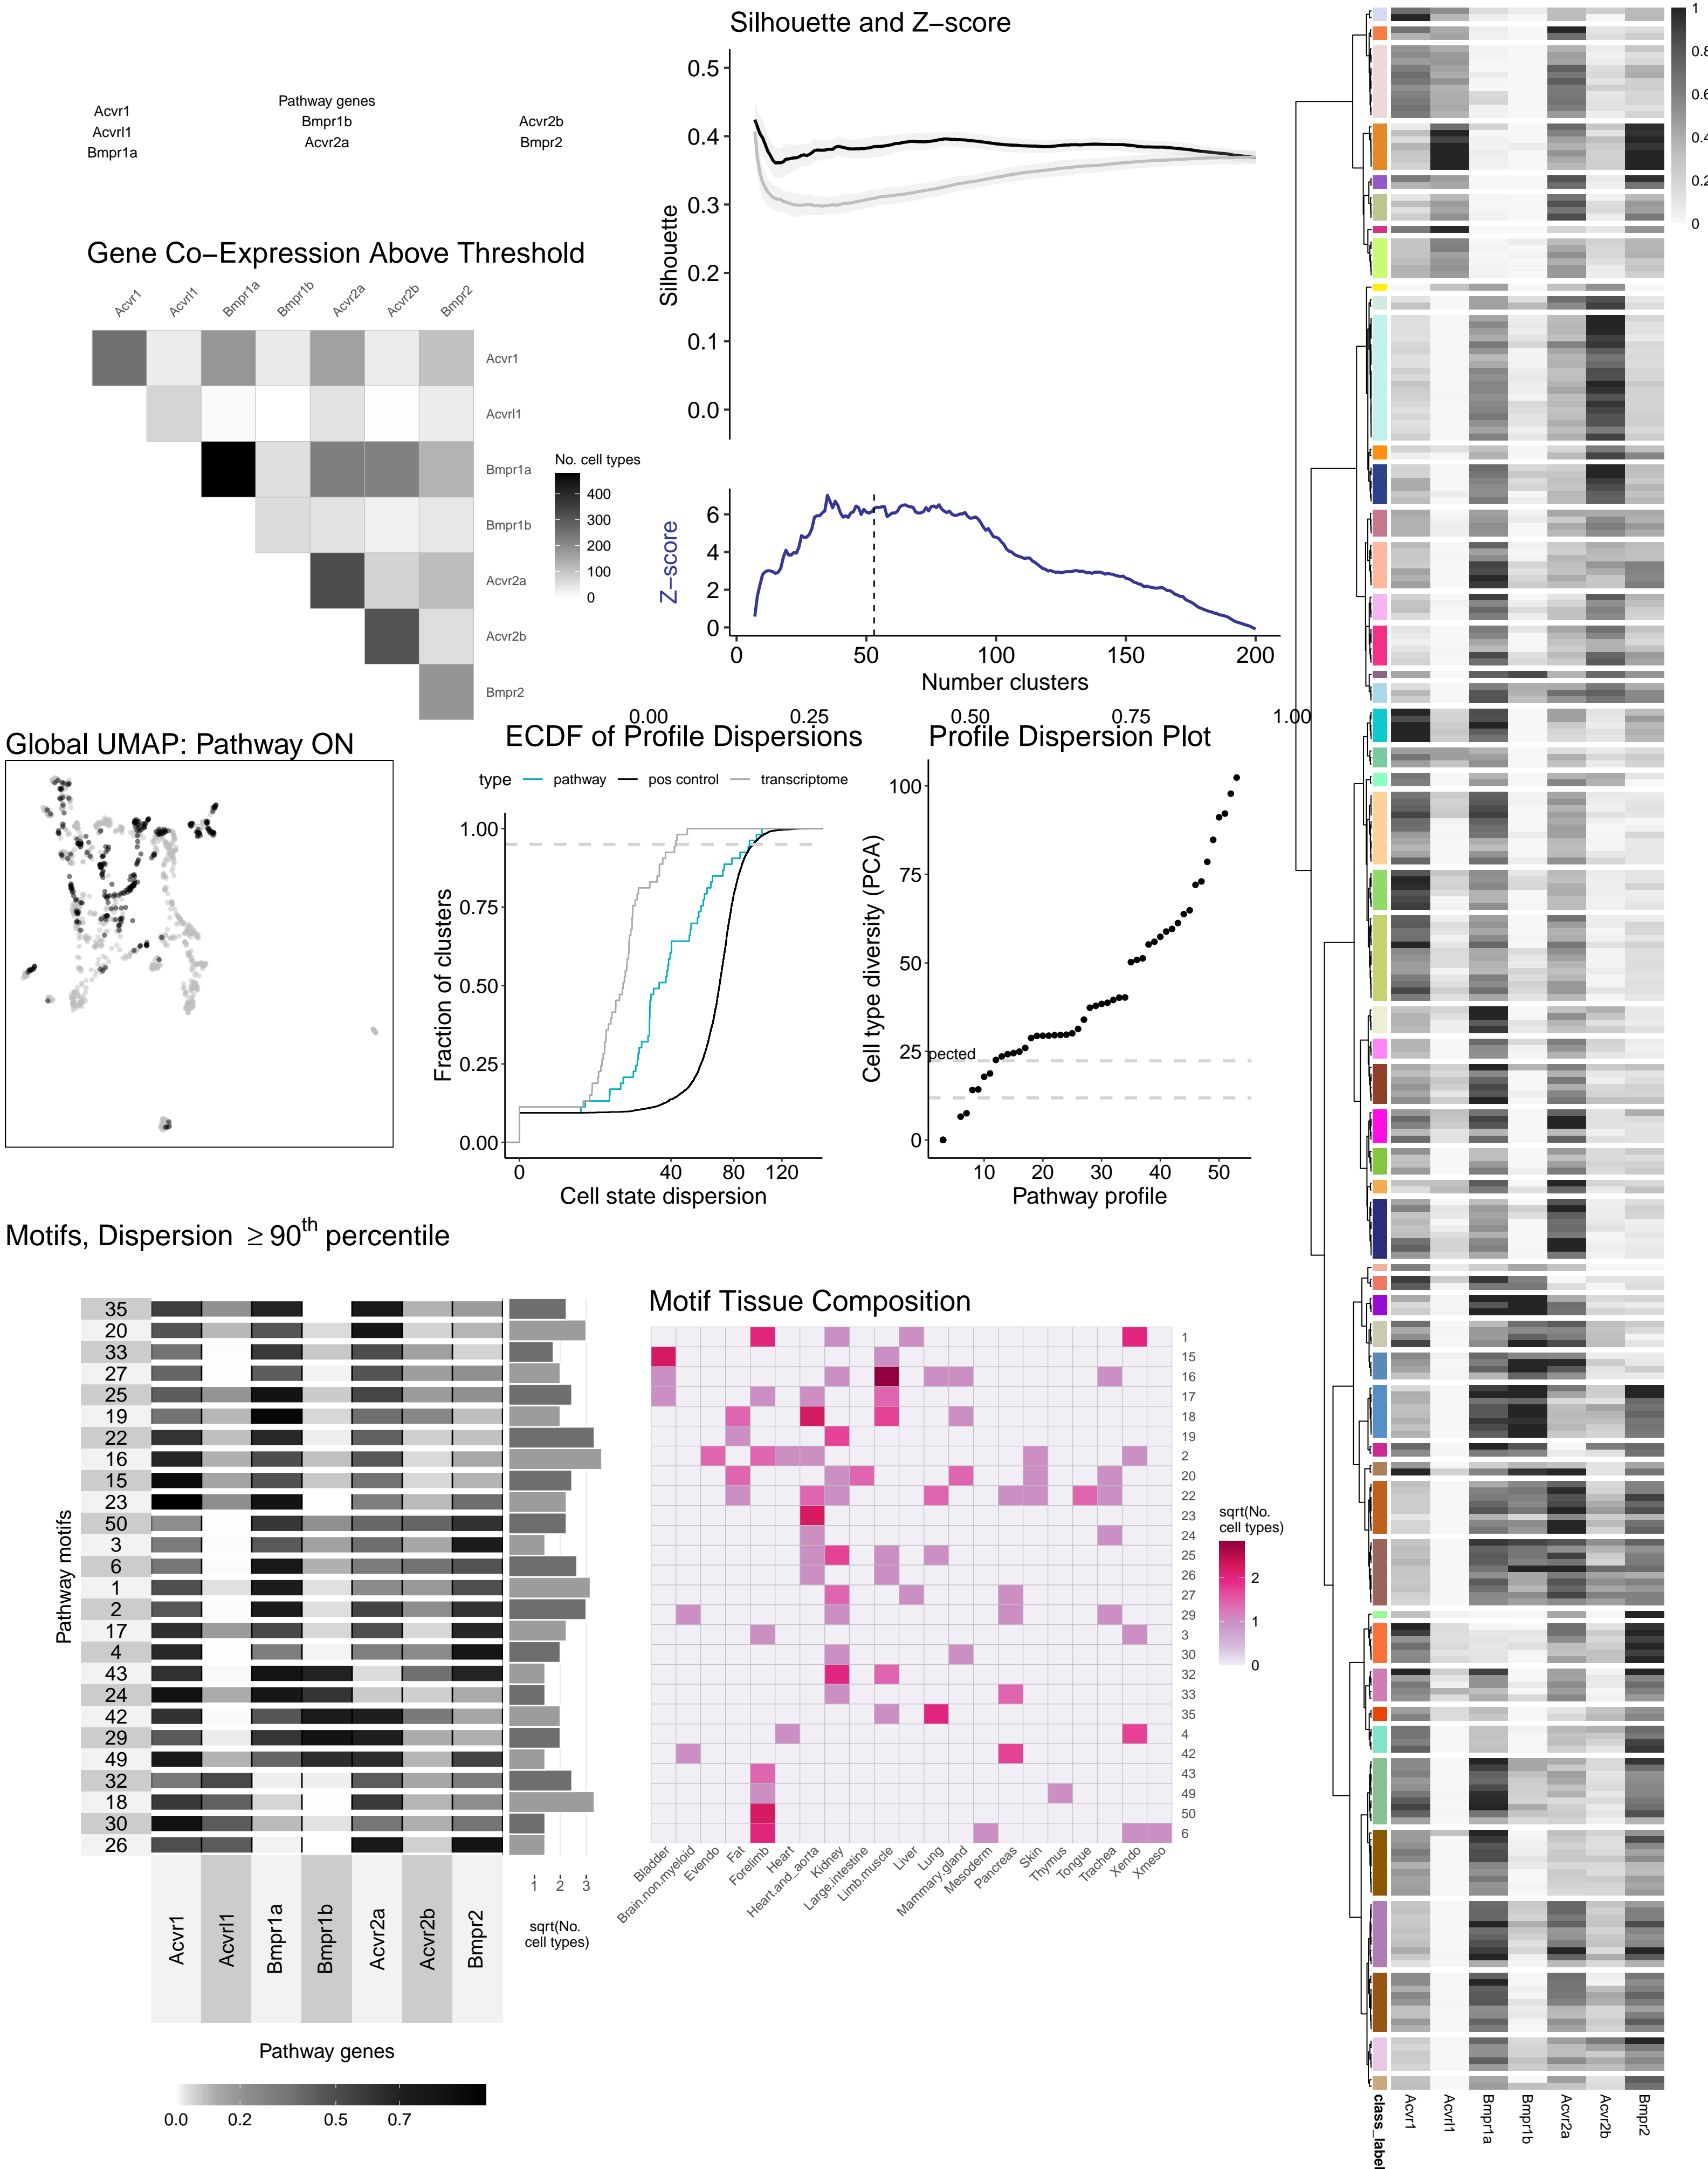 Silhouette and Z−score
0.5
0.4
0.3
0.2
0.1
0.0
Silhouette
6
4
2
0
Z−score
0
50
100
150
200
Number clusters
Pathway genes
Acvr1
Acvrl1
Bmpr1a
Bmpr1b
Acvr2a
Acvr2b
Bmpr2
Gene Co−Expression Above Threshold
Acvr1
Acvrl1
Bmpr1a
Bmpr1b
Acvr2a
Acvr2b
Bmpr2
Acvr1
Acvrl1
Bmpr1a
Bmpr1b
Acvr2a
Acvr2b
Bmpr2
No. cell types
400
300
200
100
0
0.00
0.25
0.50
0.75
1.00
Global UMAP: Pathway ON
ECDF of Profile Dispersions
type
pathway
pos control
transcriptome
1.00
0.75
0.50
0.25
0.00
Fraction of clusters
0
40
80
120
Cell state dispersion
Profile Dispersion Plot
100
75
50
25
0
pected
Cell type diversity (PCA)
10
20
30
40
50
Pathway profile
Motifs, Dispersion ≥ 90th percentile
35
20
33
27
25
19
22
16
15
23
50
3
6
1
2
17
4
43
24
42
29
49
32
18
30
26
Pathway motifs
Acvr1
Acvrl1
Bmpr1a
Bmpr1b
Acvr2a
Acvr2b
Bmpr2
1
2
3
sqrt(No.
cell types)
Pathway genes
0.0
0.2
0.5
0.7
Motif Tissue Composition
1
15
16
17
18
19
2
20
22
23
24
25
26
27
29
3
30
32
33
35
4
42
43
49
50
6
Bladder
Brain.non.myeloid
Evendo
Fat
Forelimb
Heart
Heart.and_aorta
Kidney
Large.intestine
Limb.muscle
Liver
Lung
Mammary.gland
Mesoderm
Pancreas
Skin
Thymus
Tongue
Trachea
Xendo
Xmeso
sqrt(No.
cell types)
2
1
0
1
0.8
0.6
0.4
0.2
0
class_label
Acvr1
Acvrl1
Bmpr1a
Bmpr1b
Acvr2a
Acvr2b
Bmpr2